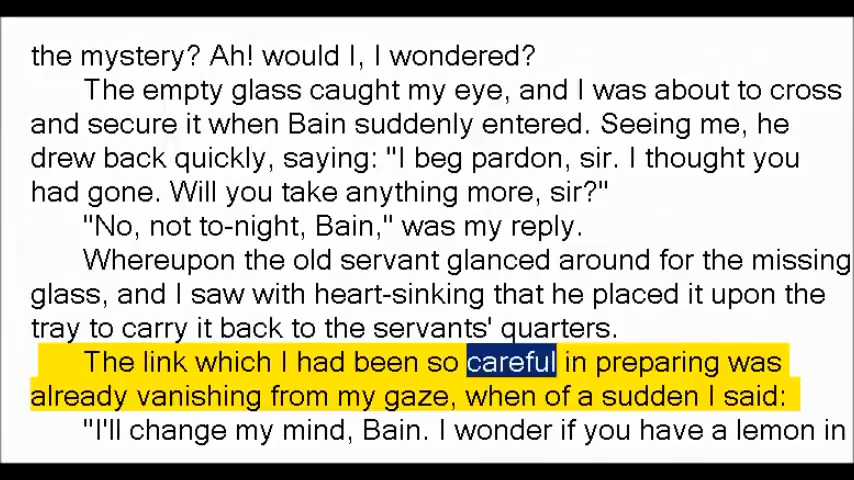 the mystery? Ah! would I, I wondered?
The empty glass caught my eye, and I was about to cross
and secure it when Bain suddenly entered. Seeing me, he
drew back quickly, saying: "I beg pardon, sir. I thought you
had gone. Will you take anything more, sir?"
"No, not to-night, Bain," was my reply.
Whereupon the old servant glanced around for the missing
glass, and I saw with heart-sinking that he placed it upon the
tray to carry it back to the servants' quarters.
The link which I had been so careful in preparing was
already vanishing from my gaze, when of a sudden I said:
"I'll change my mind, Bain. I wonder if you have a lemon in